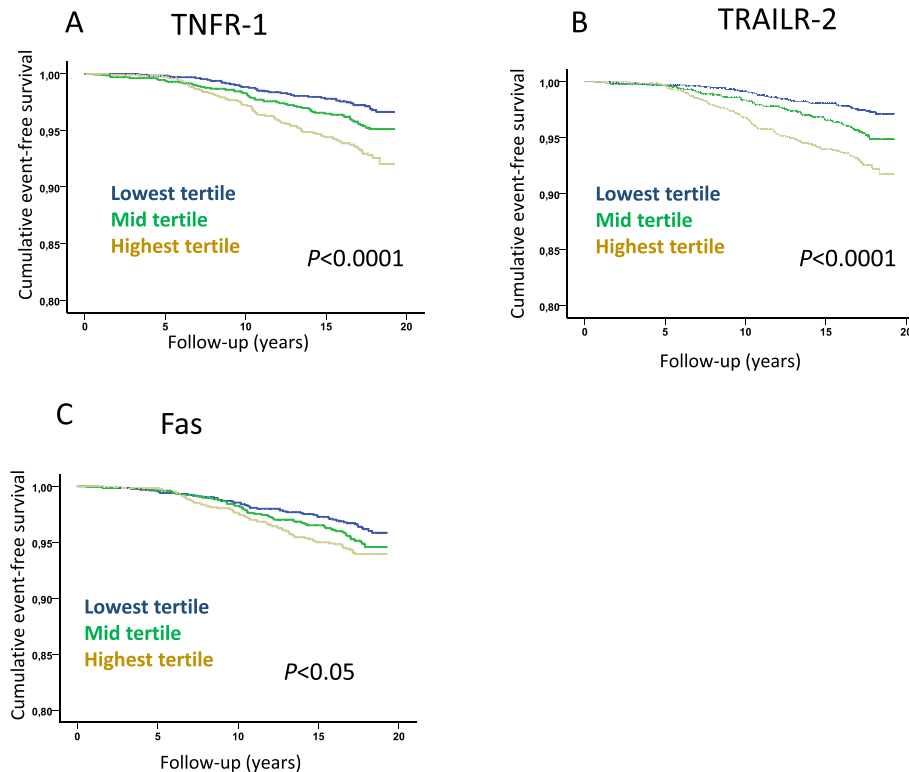 A
TNFR-1
Cumulative event-free survival
1,00
0,95
0,90
0,85
0,80
Lowest tertile
Mid tertile
Highest tertile
P<0.0001
0
5
10
15
20
Follow-up (years)
B
TRAILR-2
Cumulative event-free survival
1,00
0,95
0,90
0,85
0,80
Lowest tertile
Mid tertile
Highest tertile
P<0.0001
0
5
10
15
20
Follow-up (years)
C
Fas
Cumulative event-free survival
1,00
0,95
0,90
0,85
0,80
Lowest tertile
Mid tertile
Highest tertile
P<0.05
0
5
10
15
20
Follow-up (years)